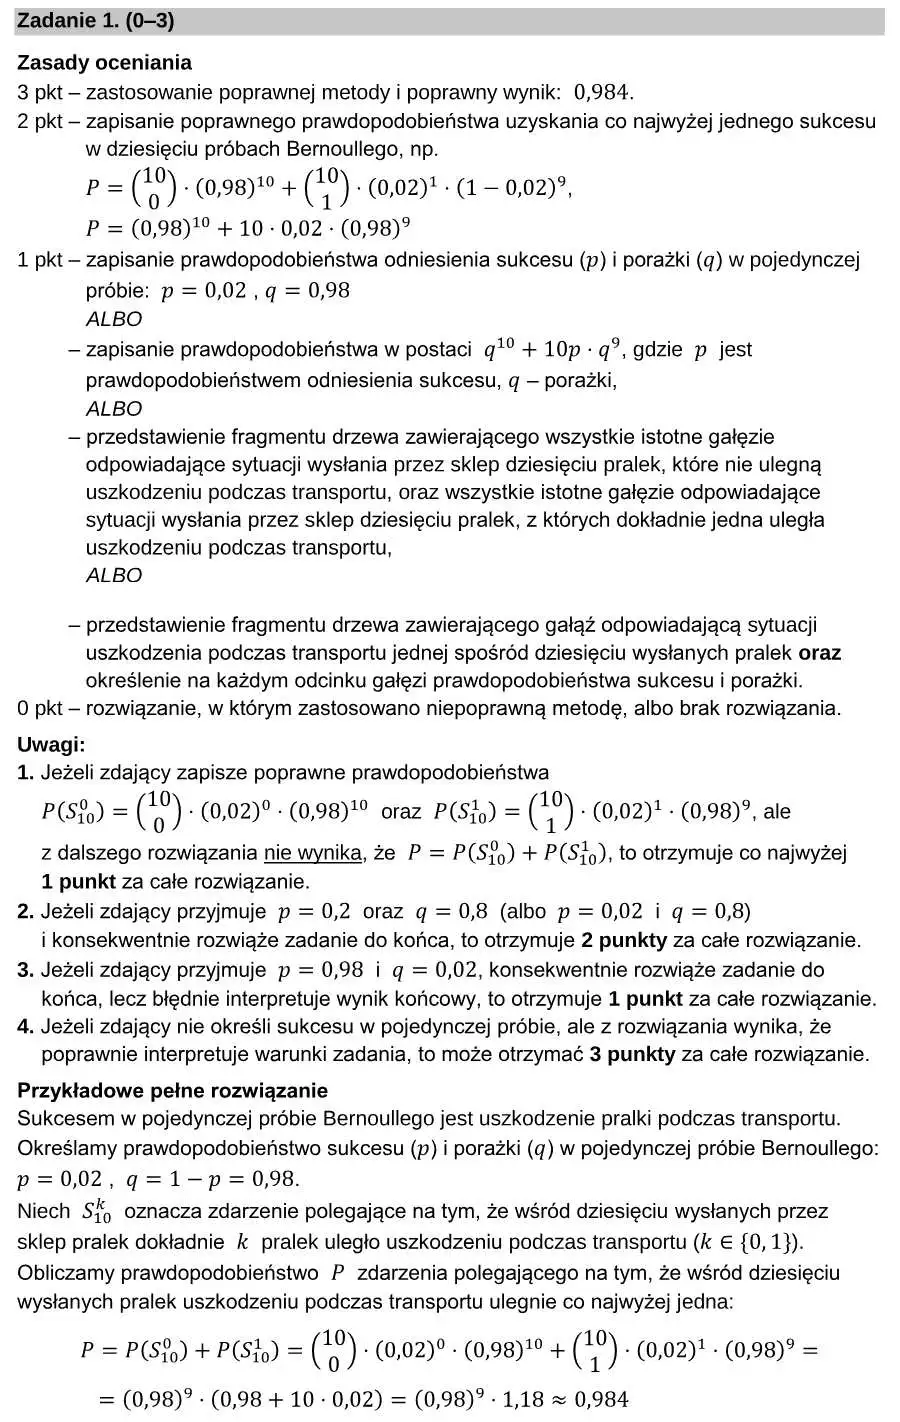 Zadanie 1. (0–3)
Zasady oceniania
3 pkt – zastosowanie poprawnej metody i poprawny wynik: 0,984.
2 pkt – zapisanie poprawnego prawdopodobieństwa uzyskania co najwyżej jednego sukcesu
w dziesięciu próbach Bernoullego, np.
P = (10 0) · (0,98)¹⁰ + (10 1) · (0,02)¹ · (1 − 0,02)⁹,
P = (0,98)¹⁰ + 10 · 0,02 · (0,98)⁹
1 pkt – zapisanie prawdopodobieństwa odniesienia sukcesu (p) i porażki (q) w pojedynczej
próbie: p = 0,02 , q = 0,98
ALBO
– zapisanie prawdopodobieństwa w postaci q¹⁰ + 10p · q⁹, gdzie p jest
prawdopodobieństwem odniesienia sukcesu, q – porażki,
ALBO
– przedstawienie fragmentu drzewa zawierającego wszystkie istotne gałęzie
odpowiadające sytuacji wysłania przez sklep dziesięciu pralek, które nie ulegną
uszkodzeniu podczas transportu, oraz wszystkie istotne gałęzie odpowiadające
sytuacji wysłania przez sklep dziesięciu pralek, z których dokładnie jedna uległa
uszkodzeniu podczas transportu,
ALBO
– przedstawienie fragmentu drzewa zawierającego gałąź odpowiadającą sytuacji
uszkodzenia podczas transportu jednej spośród dziesięciu wysłanych pralek oraz
określenie na każdym odcinku gałęzi prawdopodobieństwa sukcesu i porażki.
0 pkt – rozwiązanie, w którym zastosowano niepoprawną metodę, albo brak rozwiązania.
Uwagi:
1. Jeżeli zdający zapisze poprawne prawdopodobieństwa
P(S₁₀⁰) = (10 0) · (0,02)⁰ · (0,98)¹⁰ oraz P(S₁₀¹) = (10 1) · (0,02)¹ · (0,98)⁹, ale
z dalszego rozwiązania nie wynika, że P = P(S₁₀⁰) + P(S₁₀¹), to otrzymuje co najwyżej
1 punkt za całe rozwiązanie.
2. Jeżeli zdający przyjmuje p = 0,2 oraz q = 0,8 (albo p = 0,02 i q = 0,8)
i konsekwentnie rozwiąże zadanie do końca, to otrzymuje 2 punkty za całe rozwiązanie.
3. Jeżeli zdający przyjmuje p = 0,98 i q = 0,02, konsekwentnie rozwiąże zadanie do
końca, lecz błędnie interpretuje wynik końcowy, to otrzymuje 1 punkt za całe rozwiązanie.
4. Jeżeli zdający nie określi sukcesu w pojedynczej próbie, ale z rozwiązania wynika, że
poprawnie interpretuje warunki zadania, to może otrzymać 3 punkty za całe rozwiązanie.
Przykładowe pełne rozwiązanie
Sukcesem w pojedynczej próbie Bernoullego jest uszkodzenie pralki podczas transportu.
Określamy prawdopodobieństwo sukcesu (p) i porażki (q) w pojedynczej próbie Bernoullego:
p = 0,02 , q = 1 − p = 0,98.
Niech S₁₀ᵏ oznacza zdarzenie polegające na tym, że wśród dziesięciu wysłanych przez
sklep pralek dokładnie k pralek uległo uszkodzeniu podczas transportu (k ∈ {0, 1}).
Obliczamy prawdopodobieństwo P zdarzenia polegającego na tym, że wśród dziesięciu
wysłanych pralek uszkodzeniu podczas transportu ulegnie co najwyżej jedna:
P = P(S₁₀⁰) + P(S₁₀¹) = (10 0) · (0,02)⁰ · (0,98)¹⁰ + (10 1) · (0,02)¹ · (0,98)⁹ =
= (0,98)⁹ · (0,98 + 10 · 0,02) = (0,98)⁹ · 1,18 ≈ 0,984